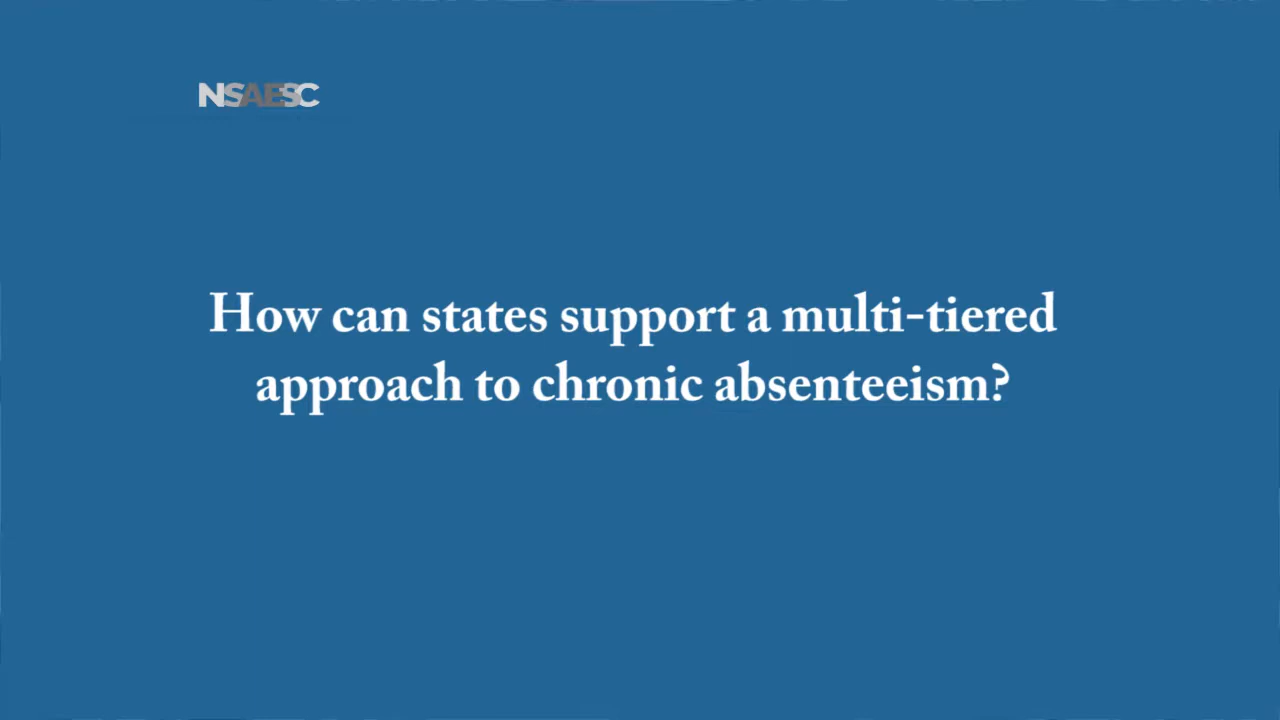 NSAESC
How can states support a multi-tiered
approach to chronic absenteeism?